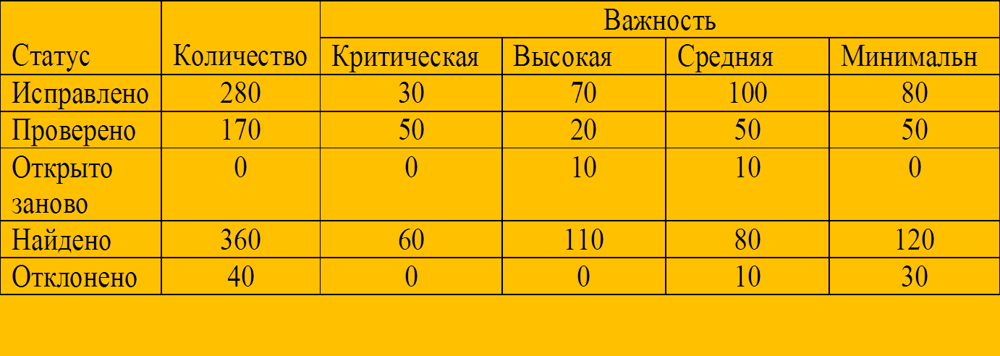 Важность
Статус Количество Критическая Высокая Средняя Минимальн
Исправлено 280 30 70 100 80
Проверено 170 50 20 50 50
Открыто 0 0 10 10 0
заново
Найдено 360 60 110 80 120
Отклонено 40 0 0 10 30